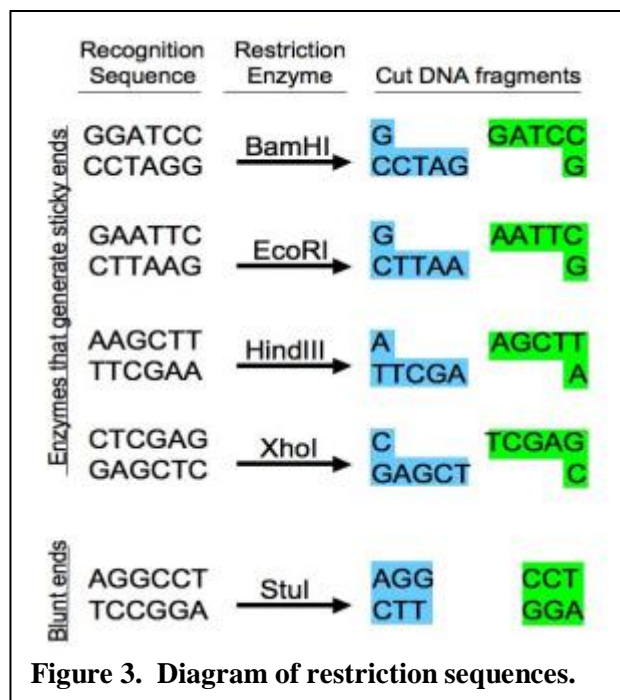 Recognition Sequence
Restriction Enzyme
Cut DNA fragments
Enzymes that generate sticky ends
GGATCC
CCTAGG
BamHI
G
CCTAG
GATCC
G
GAATTC
CTTAAG
EcoRI
G
CTTAA
AATTC
G
AAGCTT
TTCGAA
HindIII
A
TTCGA
AGCTT
A
CTCGAG
GAGCTC
XhoI
C
GAGCT
TCGAG
C
Blunt ends
AGGCCT
TCCGGA
StuI
AGG
CTT
CCT
GGA
Figure 3. Diagram of restriction sequences.